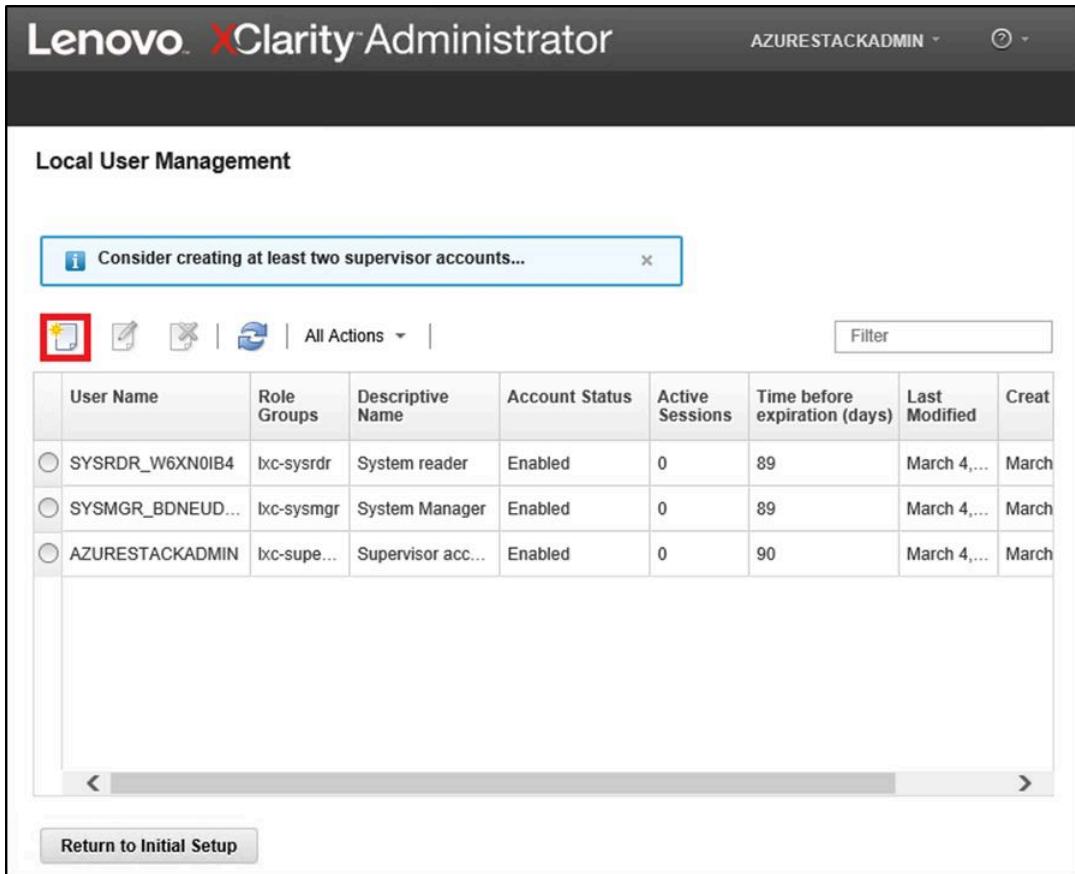 Lenovo. XClarity Administrator AZURESTACKADMIN
Local User Management
Consider creating at least two supervisor accounts...
All Actions
Filter
User Name Role Groups Descriptive Name Account Status Active Sessions Time before expiration (days) Last Modified Creat
SYSRDR_W6XN0IB4 lxc-sysrdr System reader Enabled 0 89 March 4,... March
SYSMGR_BDNEUD... lxc-sysmgr System Manager Enabled 0 89 March 4,... March
AZURESTACKADMIN lxc-supe... Supervisor acc... Enabled 0 90 March 4,... March
Return to Initial Setup